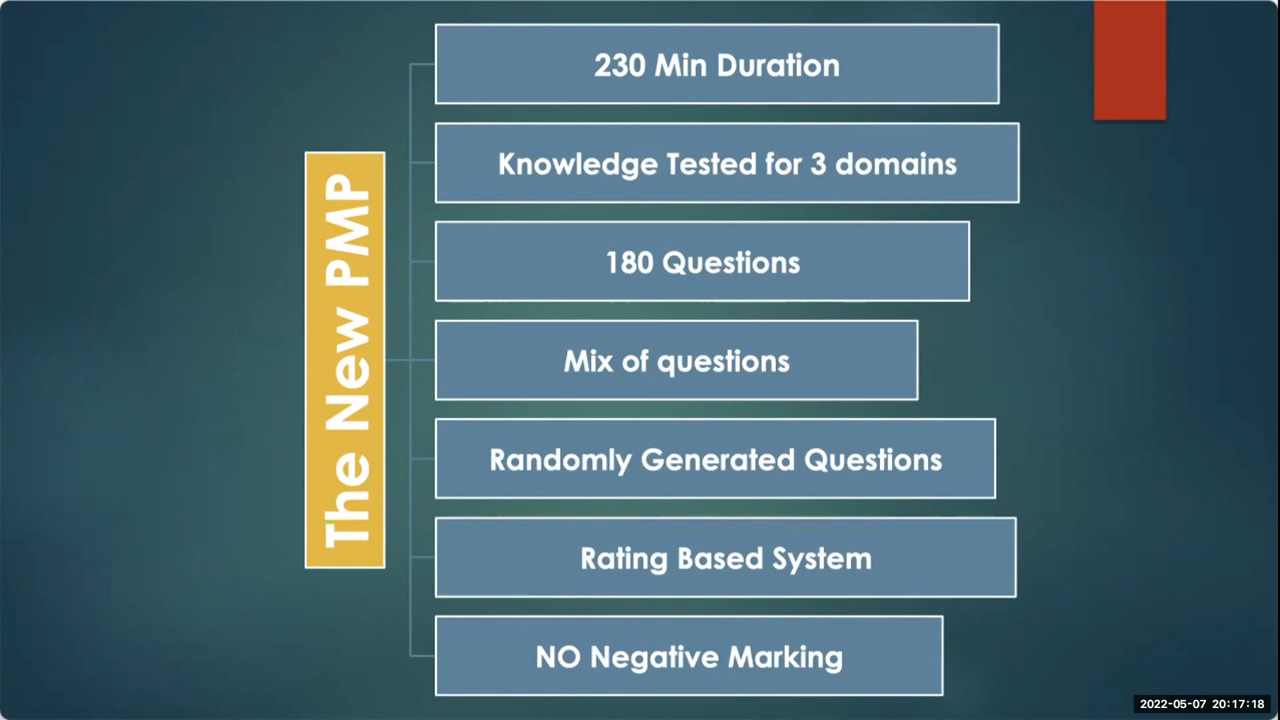 The New PMP
230 Min Duration
Knowledge Tested for 3 domains
180 Questions
Mix of questions
Randomly Generated Questions
Rating Based System
NO Negative Marking
2022-05-07 20:17:18